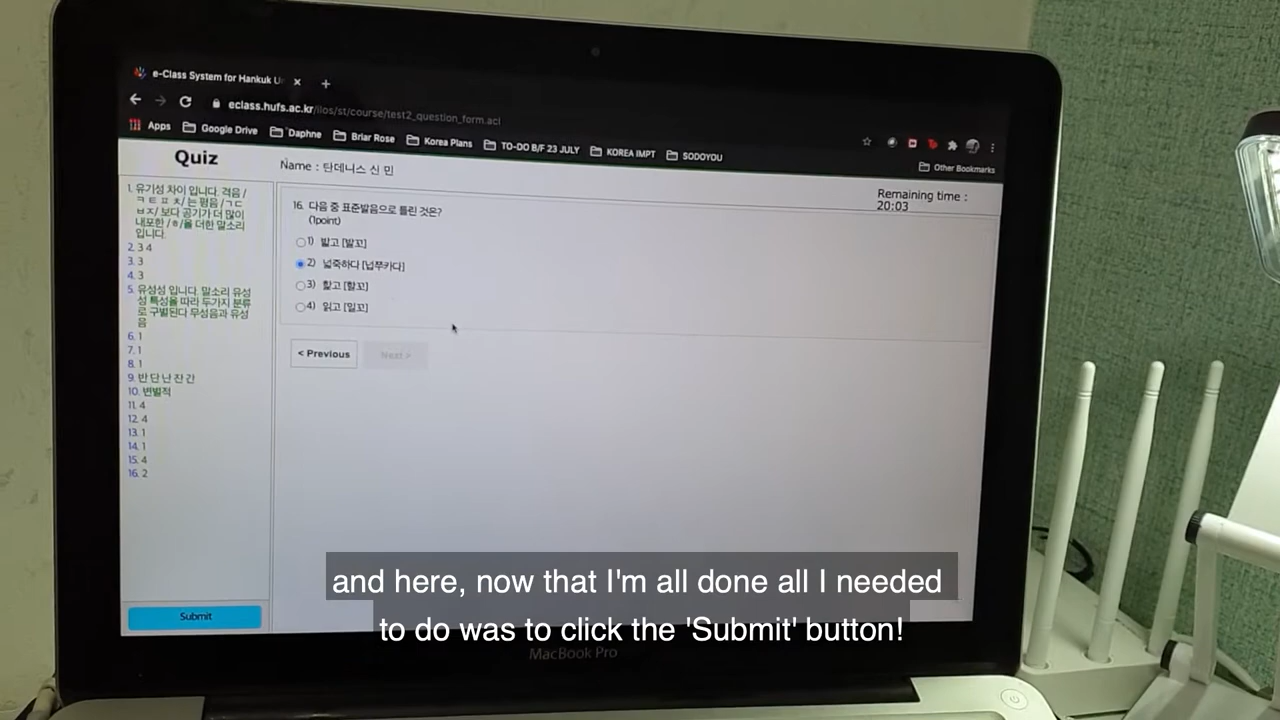 e-Class System for Hankuk U
eclass.hufs.ac.kr/ilos/st/course/test2_question_form.acl
Apps Google Drive Daphne Briar Rose Korea Plans TO-DO B/F 23 JULY KOREA IMPT SODOYOU
Other Bookmarks
Quiz
Name : 탄데니스 신 민
Remaining time :
20:03
1. 유기성 차이 입니다. 격음 /
ㅋ ㅌ ㅍ ㅊ/ 는 평음 /ㄱㄷ
ㅂㅈ/ 보다 공기가 더 많이
내포한 /ㅎ/을 더한 말소리
입니다.
2. 3 4
3. 3
4. 3
5. 유성성 입니다. 말소리 유성
성 특성을 따라 두가지 분류
로 구별된다 무성음과 유성
음
6. 1
7. 1
8. 1
9. 반 단 난 잔 간
10. 변별적
11. 4
12. 4
13. 1
14. 1
15. 4
16. 2
Submit
16. 다음 중 표준발음으로 틀린 것은?
(1point)
1) 밟고 [발꼬]
2) 넓죽하다 [넙쭈카다]
3) 핥고 [할꼬]
4) 읽고 [일꼬]
< Previous
Next >
and here, now that I'm all done all I needed
to do was to click the 'Submit' button!
MacBook Pro